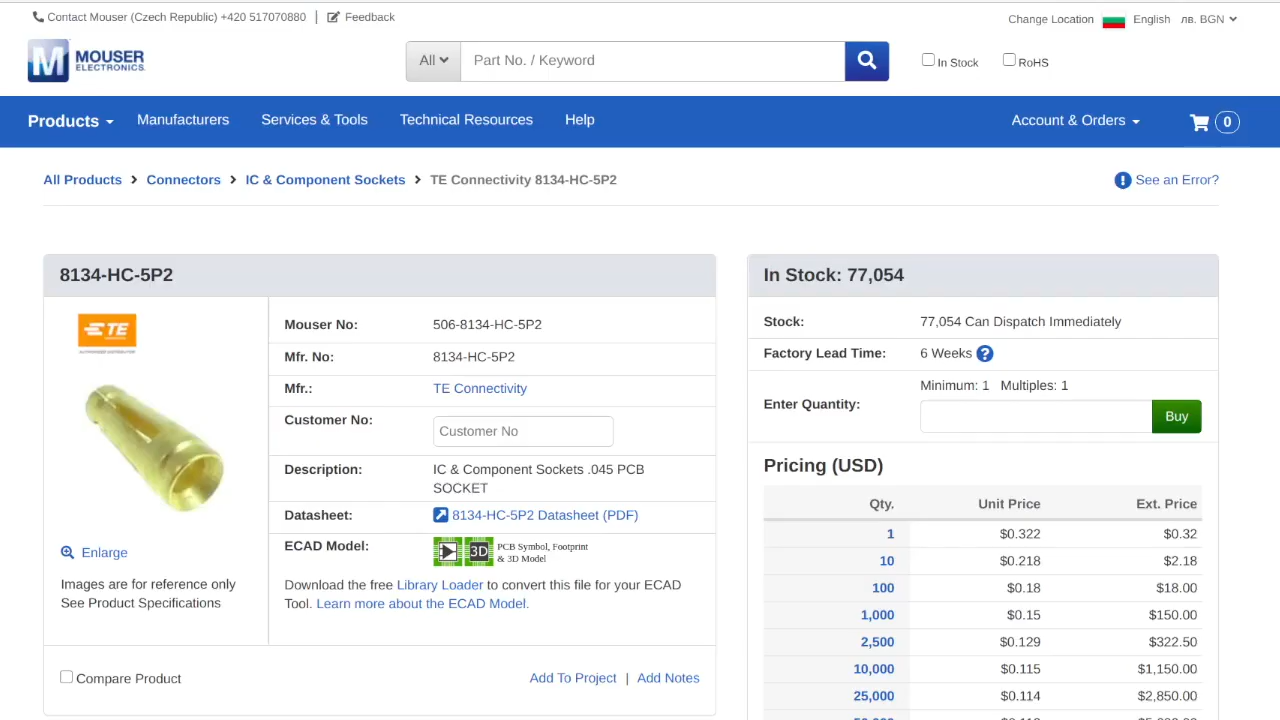 Contact Mouser (Czech Republic) +420 517070880 | Feedback
Change Location English лв. BGN
MOUSER
ELECTRONICS
All
Part No. / Keyword
In Stock
RoHS
Products
Manufacturers
Services & Tools
Technical Resources
Help
Account & Orders
0
All Products > Connectors > IC & Component Sockets > TE Connectivity 8134-HC-5P2
See an Error?
8134-HC-5P2
TE
Enlarge
Images are for reference only
See Product Specifications
Mouser No: 506-8134-HC-5P2
Mfr. No: 8134-HC-5P2
Mfr.: TE Connectivity
Customer No: Customer No
Description: IC & Component Sockets .045 PCB
SOCKET
Datasheet: 8134-HC-5P2 Datasheet (PDF)
ECAD Model: 3D PCB Symbol, Footprint
& 3D Model
Download the free Library Loader to convert this file for your ECAD
Tool. Learn more about the ECAD Model.
Compare Product
Add To Project | Add Notes
In Stock: 77,054
Stock: 77,054 Can Dispatch Immediately
Factory Lead Time: 6 Weeks
Minimum: 1 Multiples: 1
Enter Quantity:
Buy
Pricing (USD)
Qty. Unit Price Ext. Price
1 $0.322 $0.32
10 $0.218 $2.18
100 $0.18 $18.00
1,000 $0.15 $150.00
2,500 $0.129 $322.50
10,000 $0.115 $1,150.00
25,000 $0.114 $2,850.00